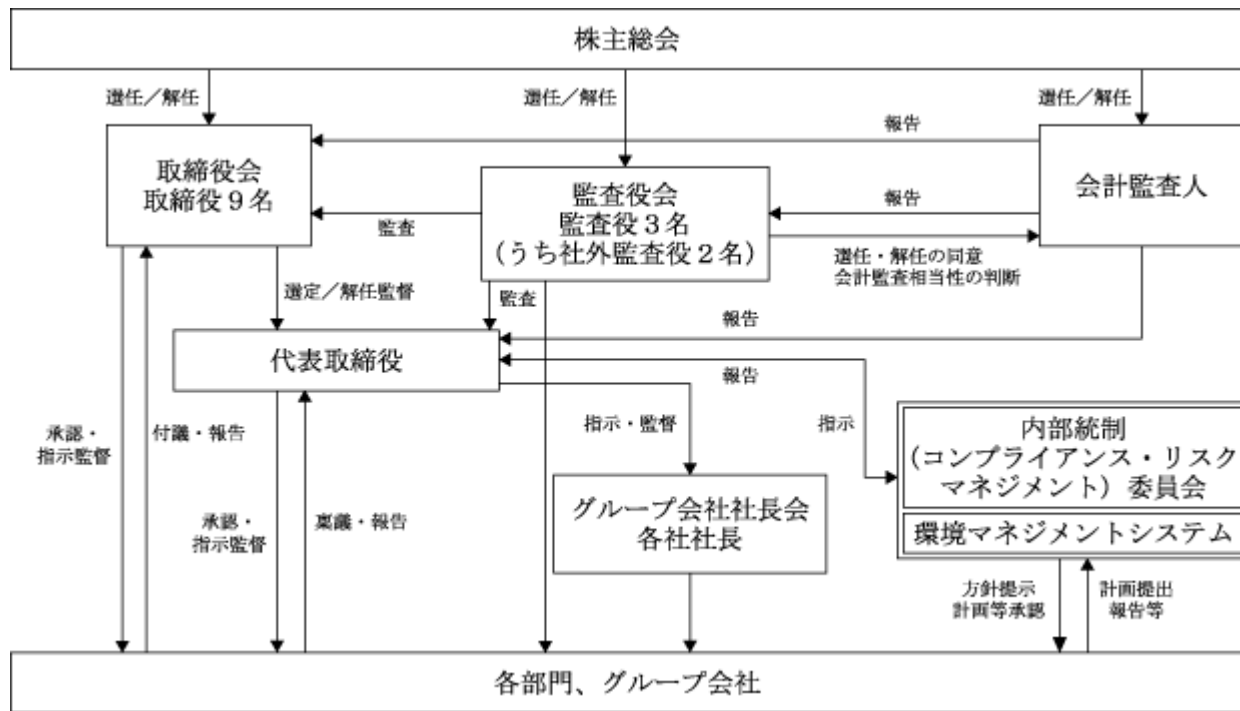 株主総会
選任／解任
選任／解任
選任／解任
報告
取締役会
取締役９名
監査役会
監査役３名
（うち社外監査役２名）
会計監査人
報告
監査
選任・解任の同意
会計監査相当性の判断
選定／解任監督
監査
報告
代表取締役
報告
指示・監督
指示
承認・
指示監督
付議・報告
内部統制
（コンプライアンス・リスク
マネジメント）委員会
環境マネジメントシステム
グループ会社社長会
各社社長
承認・
指示監督
稟議・報告
方針提示
計画等承認
計画提出
報告等
各部門、グループ会社